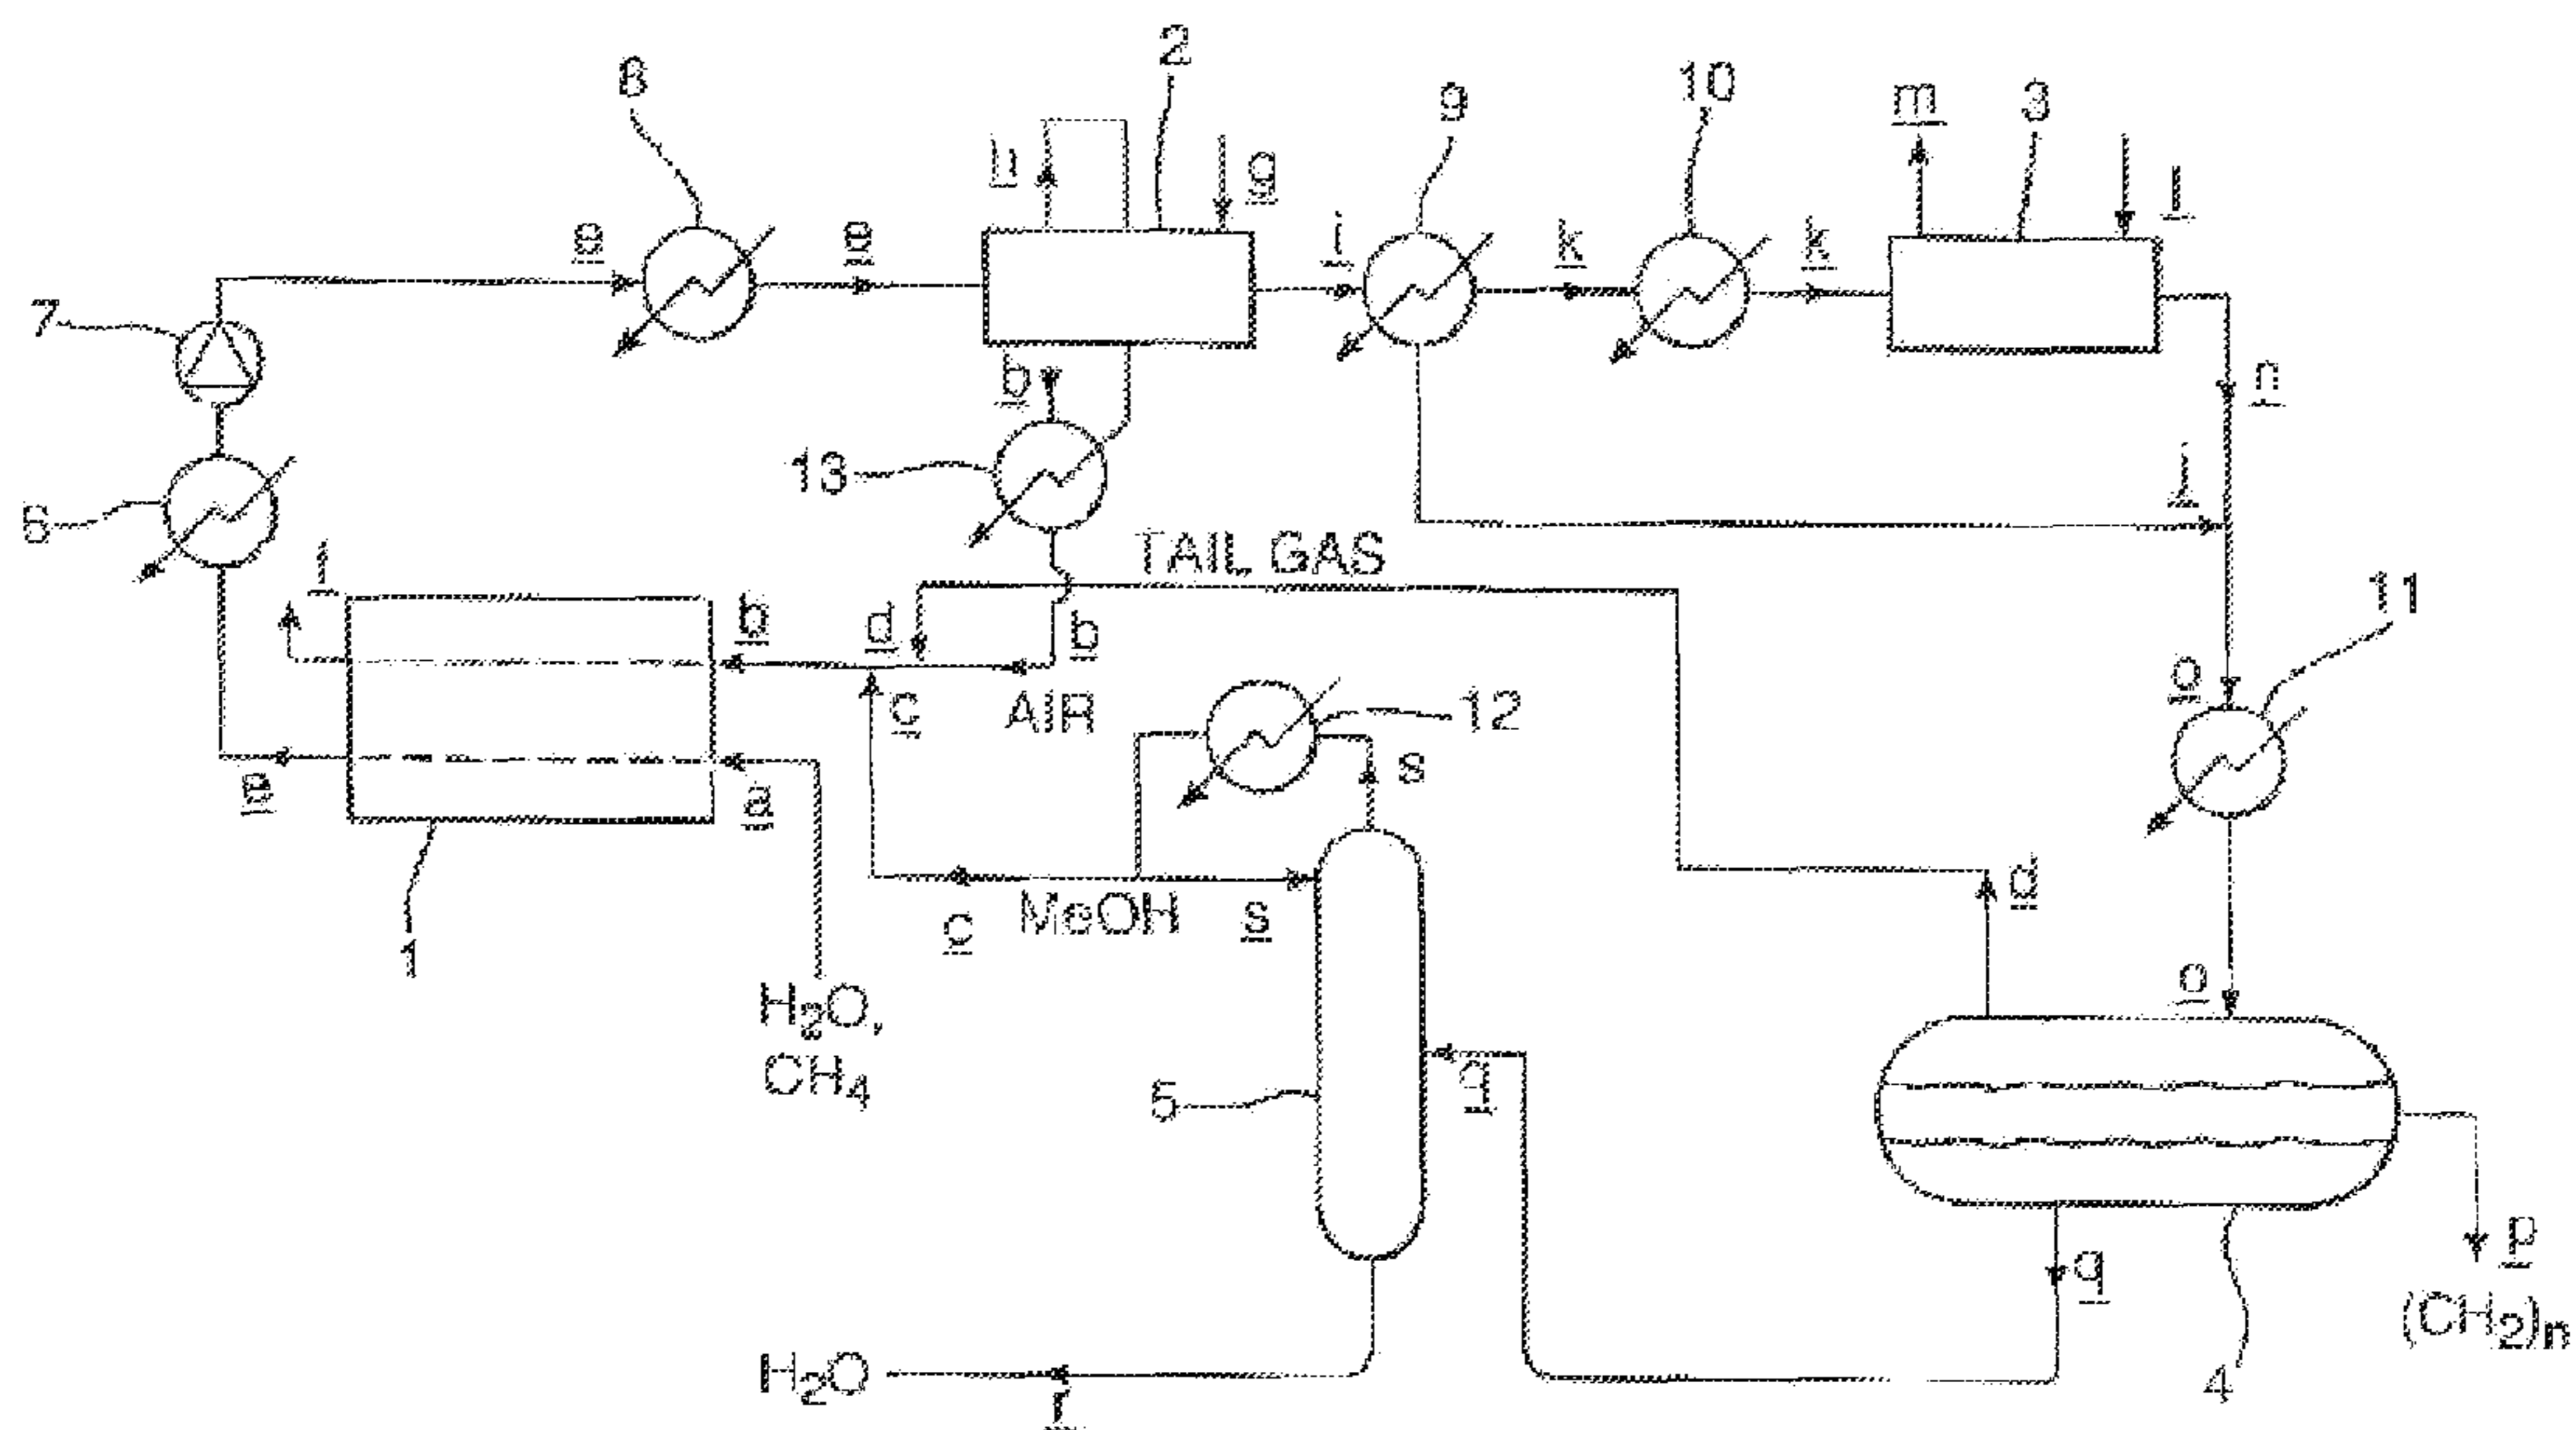 2
8
9
10
m
3
h
g
l
e
e
i
k
k
7
b
n
13
j
6
TAIL GAS
f
11
b
d
b
o
c
AIR
12
s
e
a
d
MeOH
c
s
1
o
H₂O,
CH₄
q
5
p
q
(CH₂)n
H₂O
4
r